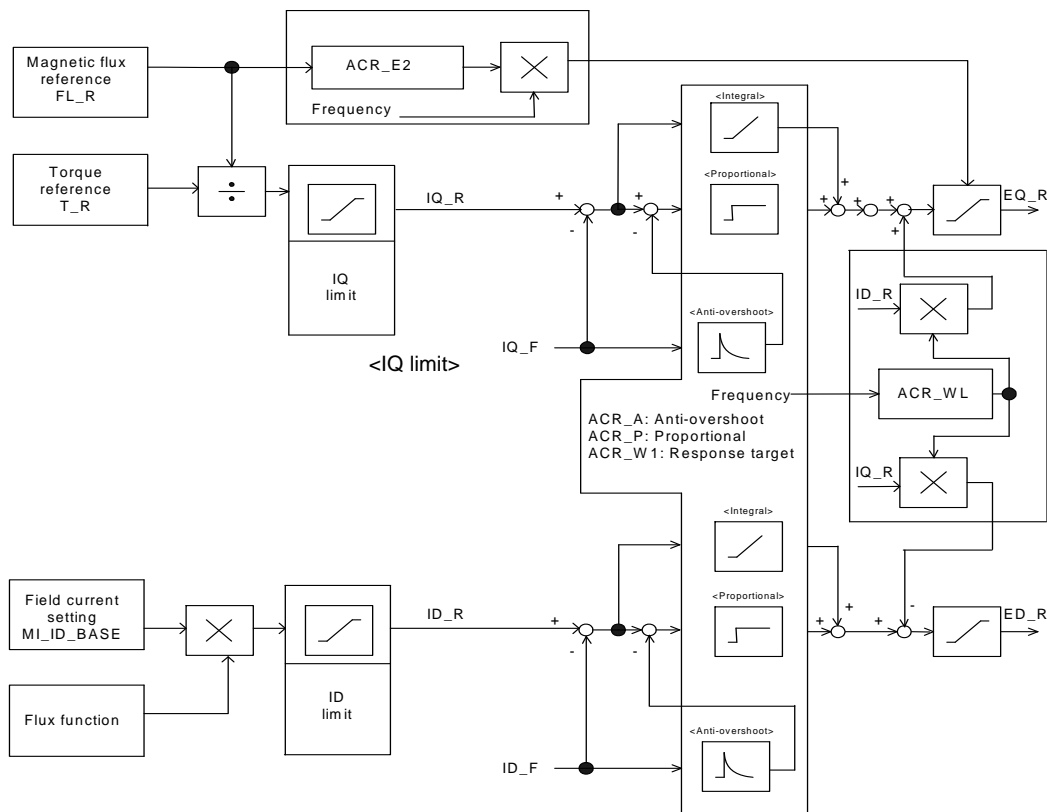 Magnetic flux
reference
FL_R
ACR_E2
Frequency
Torque
reference
T_R
÷
IQ_R
IQ
limit
<IQ limit>
IQ_F
+
-
+
-
<Integral>
<Proportional>
<Anti-overshoot>
+
+
+
+
+
+
EQ_R
ID_R
Frequency
ACR_WL
IQ_R
ACR_A: Anti-overshoot
ACR_P: Proportional
ACR_W1: Response target
Field current
setting
MI_ID_BASE
Flux function
ID_R
ID
limit
ID_F
+
-
+
-
<Integral>
<Proportional>
<Anti-overshoot>
+
+
+
-
ED_R